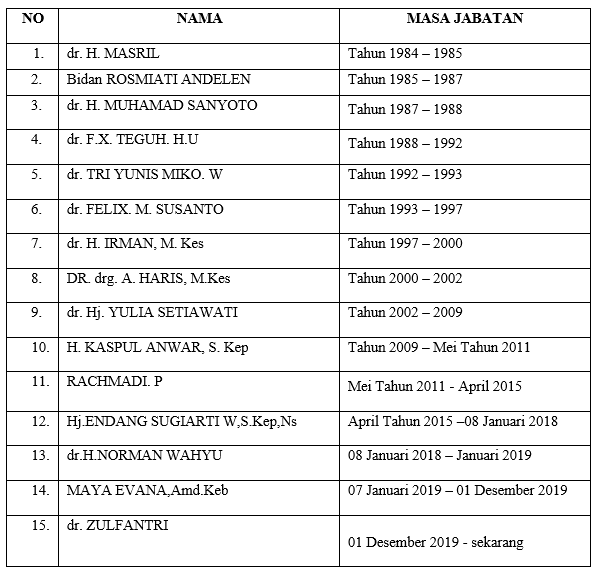 NO NAMA MASA JABATAN
1. dr. H. MASRIL Tahun 1984 – 1985
2. Bidan ROSMIATI ANDELEN Tahun 1985 – 1987
3. dr. H. MUHAMAD SANYOTO Tahun 1987 – 1988
4. dr. F.X. TEGUH. H.U Tahun 1988 – 1992
5. dr. TRI YUNIS MIKO. W Tahun 1992 – 1993
6. dr. FELIX. M. SUSANTO Tahun 1993 – 1997
7. dr. H. IRMAN, M. Kes Tahun 1997 – 2000
8. DR. drg. A. HARIS, M.Kes Tahun 2000 – 2002
9. dr. Hj. YULIA SETIAWATI Tahun 2002 – 2009
10. H. KASPUL ANWAR, S. Kep Tahun 2009 – Mei Tahun 2011
11. RACHMADI. P Mei Tahun 2011 - April 2015
12. Hj.ENDANG SUGIARTI W,S.Kep,Ns April Tahun 2015 –08 Januari 2018
13. dr.H.NORMAN WAHYU 08 Januari 2018 – Januari 2019
14. MAYA EVANA,Amd.Keb 07 Januari 2019 – 01 Desember 2019
15. dr. ZULFANTRI 01 Desember 2019 - sekarang